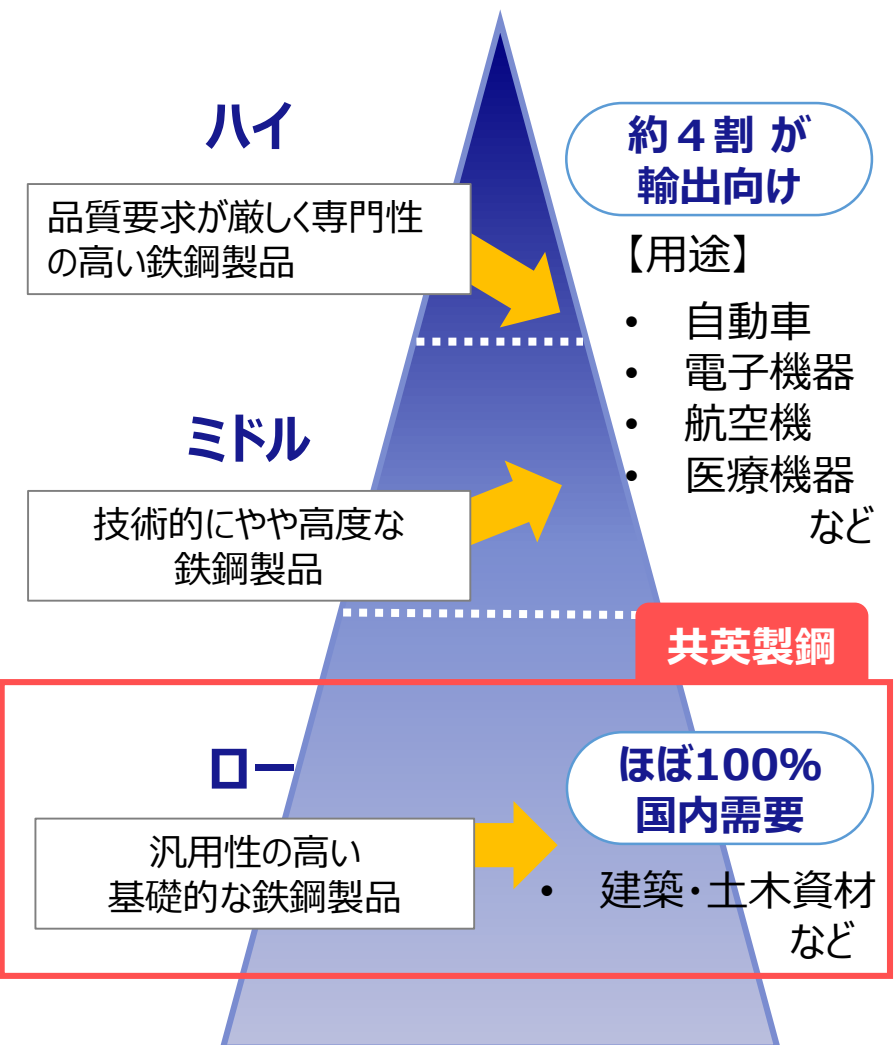 ハイ
品質要求が厳しく専門性
の高い鉄鋼製品
約4割 が
輸出向け
【用途】
• 自動車
• 電子機器
• 航空機
• 医療機器
など
ミドル
技術的にやや高度な
鉄鋼製品
共英製鋼
ロー
汎用性の高い
基礎的な鉄鋼製品
ほぼ100%
国内需要
• 建築・土木資材
など